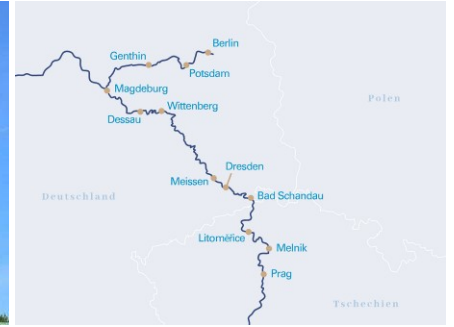 Berlin
Genthin
Potsdam
Polen
Magdeburg
Wittenberg
Dessau
Dresden
Meissen
Deutschland
Bad Schandau
Litoměřice
Melnik
Prag
Tschechien